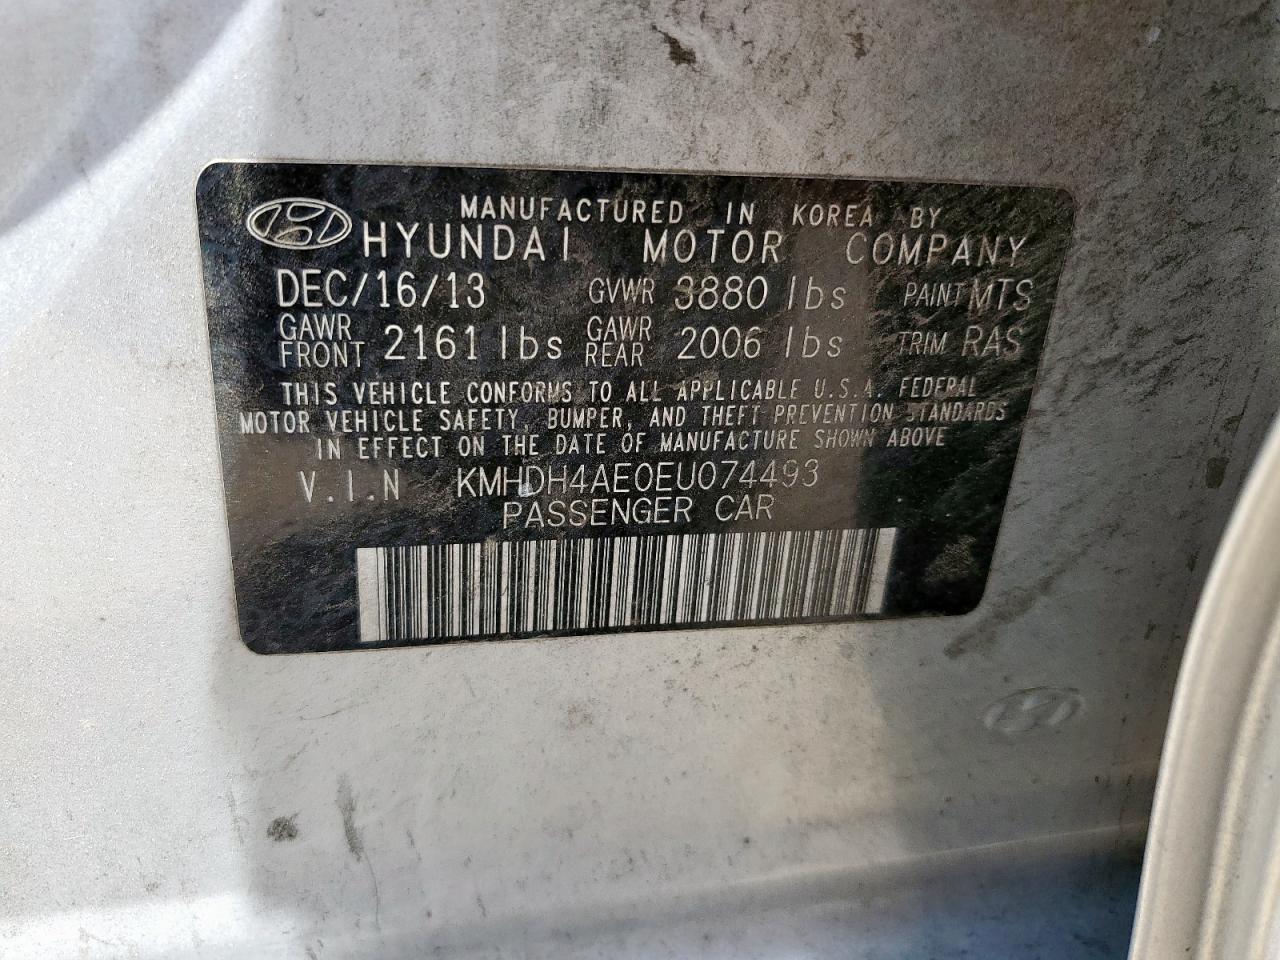 MANUFACTURED IN KOREA BY
HYUNDAI MOTOR COMPANY
DEC/16/13 GVWR 3880 lbs PAINT MTS
GAWR FRONT 2161 lbs GAWR REAR 2006 lbs TRIM RAS
THIS VEHICLE CONFORMS TO ALL APPLICABLE U.S.A. FEDERAL
MOTOR VEHICLE SAFETY, BUMPER, AND THEFT PREVENTION STANDARDS
IN EFFECT ON THE DATE OF MANUFACTURE SHOWN ABOVE
V.I.N KMHDH4AE0EU074493
PASSENGER CAR